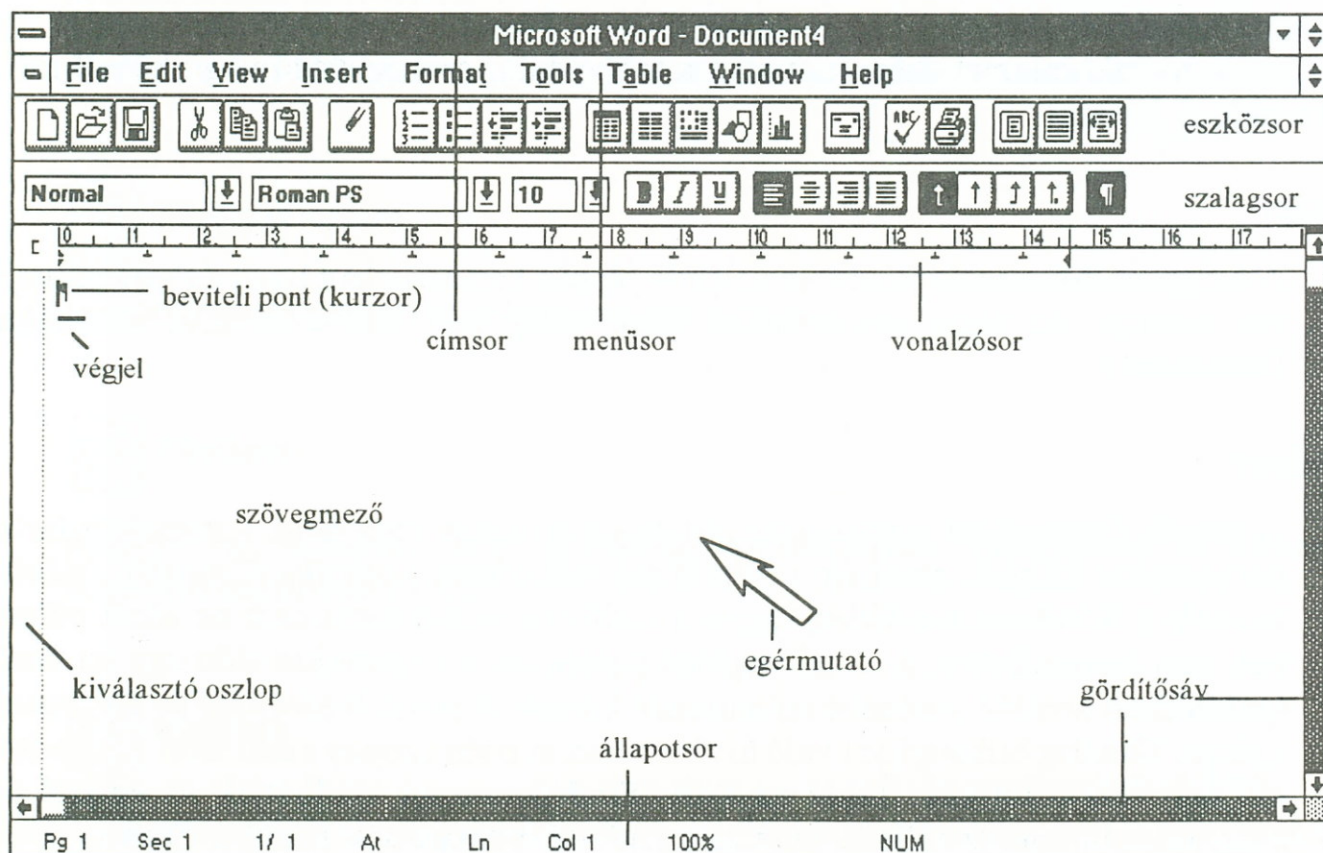 Microsoft Word - Document4
File Edit View Insert Format Tools Table Window Help
eszközsor
Normal Roman PS 10 B I U szalagsor
0 1 2 3 4 5 6 7 8 9 10 11 12 13 14 15 16 17
¶ beviteli pont (kurzor)
címsor menüsor vonalzósor
végjel
szövegmező
egérmutató
kiválasztó oszlop gördítősáv
állapotsor
Pg 1 Sec 1 1/ 1 At Ln Col 1 100% NUM